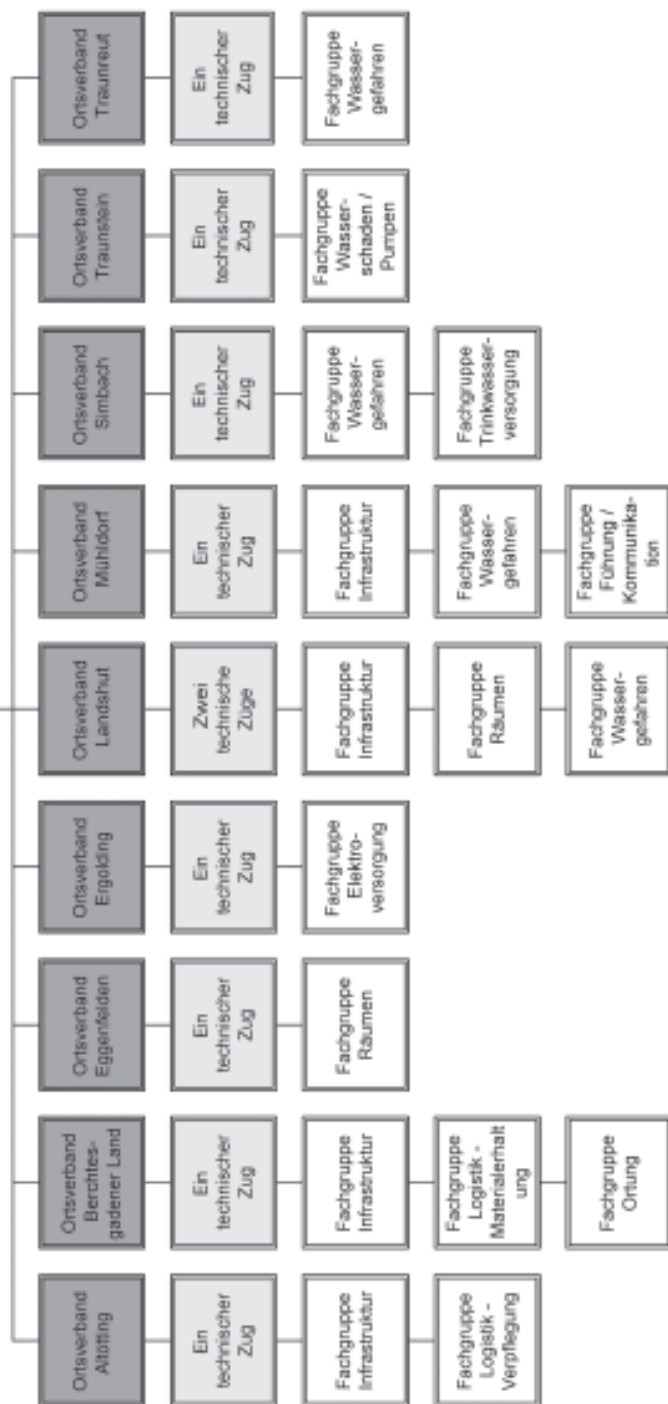 Ortsverband
Altötting
Ortsverband
Berchtes-
gadener Land
Ortsverband
Eggenfelden
Ortsverband
Ergolding
Ortsverband
Landshut
Ortsverband
Mühldorf
Ortsverband
Simbach
Ortsverband
Traunstein
Ortsverband
Traunreut
Ein
technischer
Zug
Ein
technischer
Zug
Ein
technischer
Zug
Ein
technischer
Zug
Zwei
technische
Züge
Ein
technischer
Zug
Ein
technischer
Zug
Ein
technischer
Zug
Ein
technischer
Zug
Fachgruppe
Infrastruktur
Fachgruppe
Infrastruktur
Fachgruppe
Räumen
Fachgruppe
Elektro-
versorgung
Fachgruppe
Infrastruktur
Fachgruppe
Infrastruktur
Fachgruppe
Wasser-
gefahren
Fachgruppe
Wasser-
schaden /
Pumpen
Fachgruppe
Wasser-
gefahren
Fachgruppe
Logistik -
Verpflegung
Fachgruppe
Logistik -
Materialerhalt
ung
Fachgruppe
Räumen
Fachgruppe
Wasser-
gefahren
Fachgruppe
Trinkwasser-
versorgung
Fachgruppe
Ortung
Fachgruppe
Wasser-
gefahren
Fachgruppe
Führung /
Kommunika-
tion